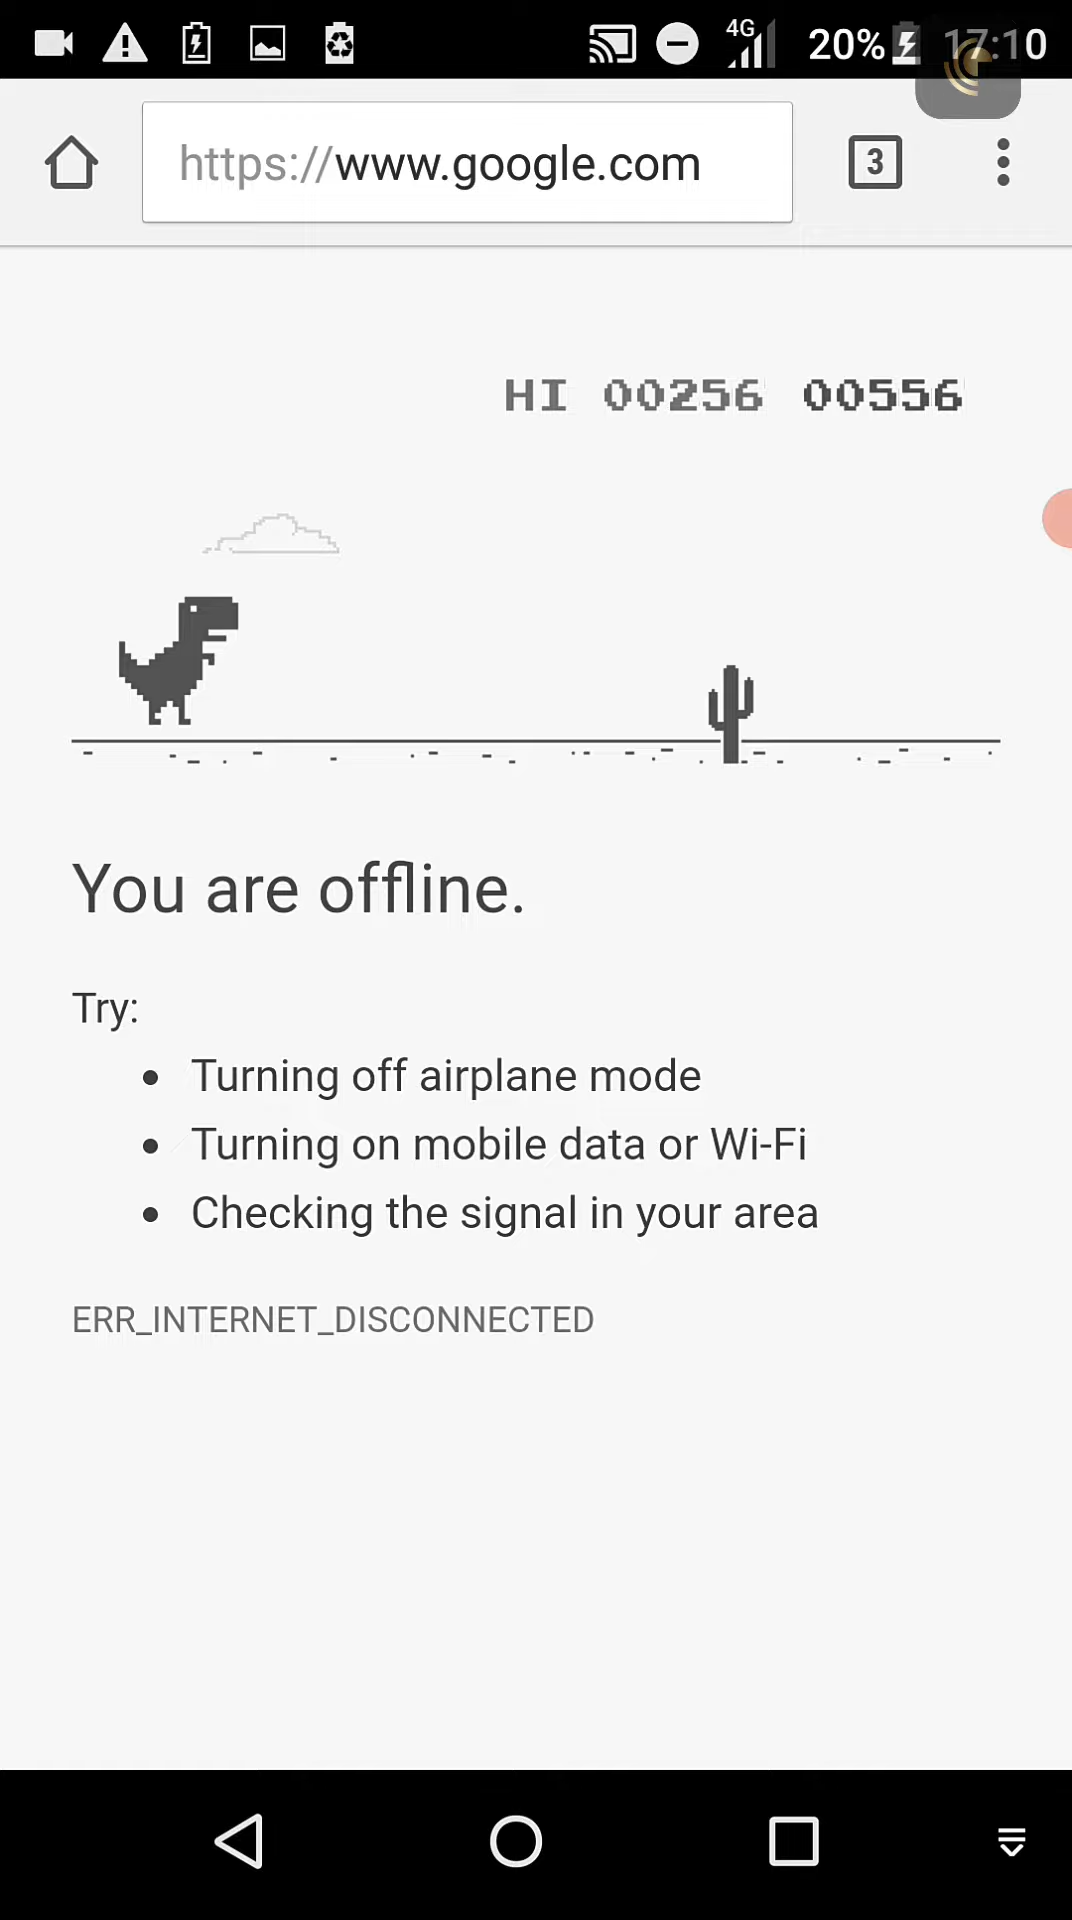 4G 20% 17:10
https://www.google.com 3
HI 00256 00556
You are offline.
Try:
• Turning off airplane mode
• Turning on mobile data or Wi-Fi
• Checking the signal in your area
ERR_INTERNET_DISCONNECTED